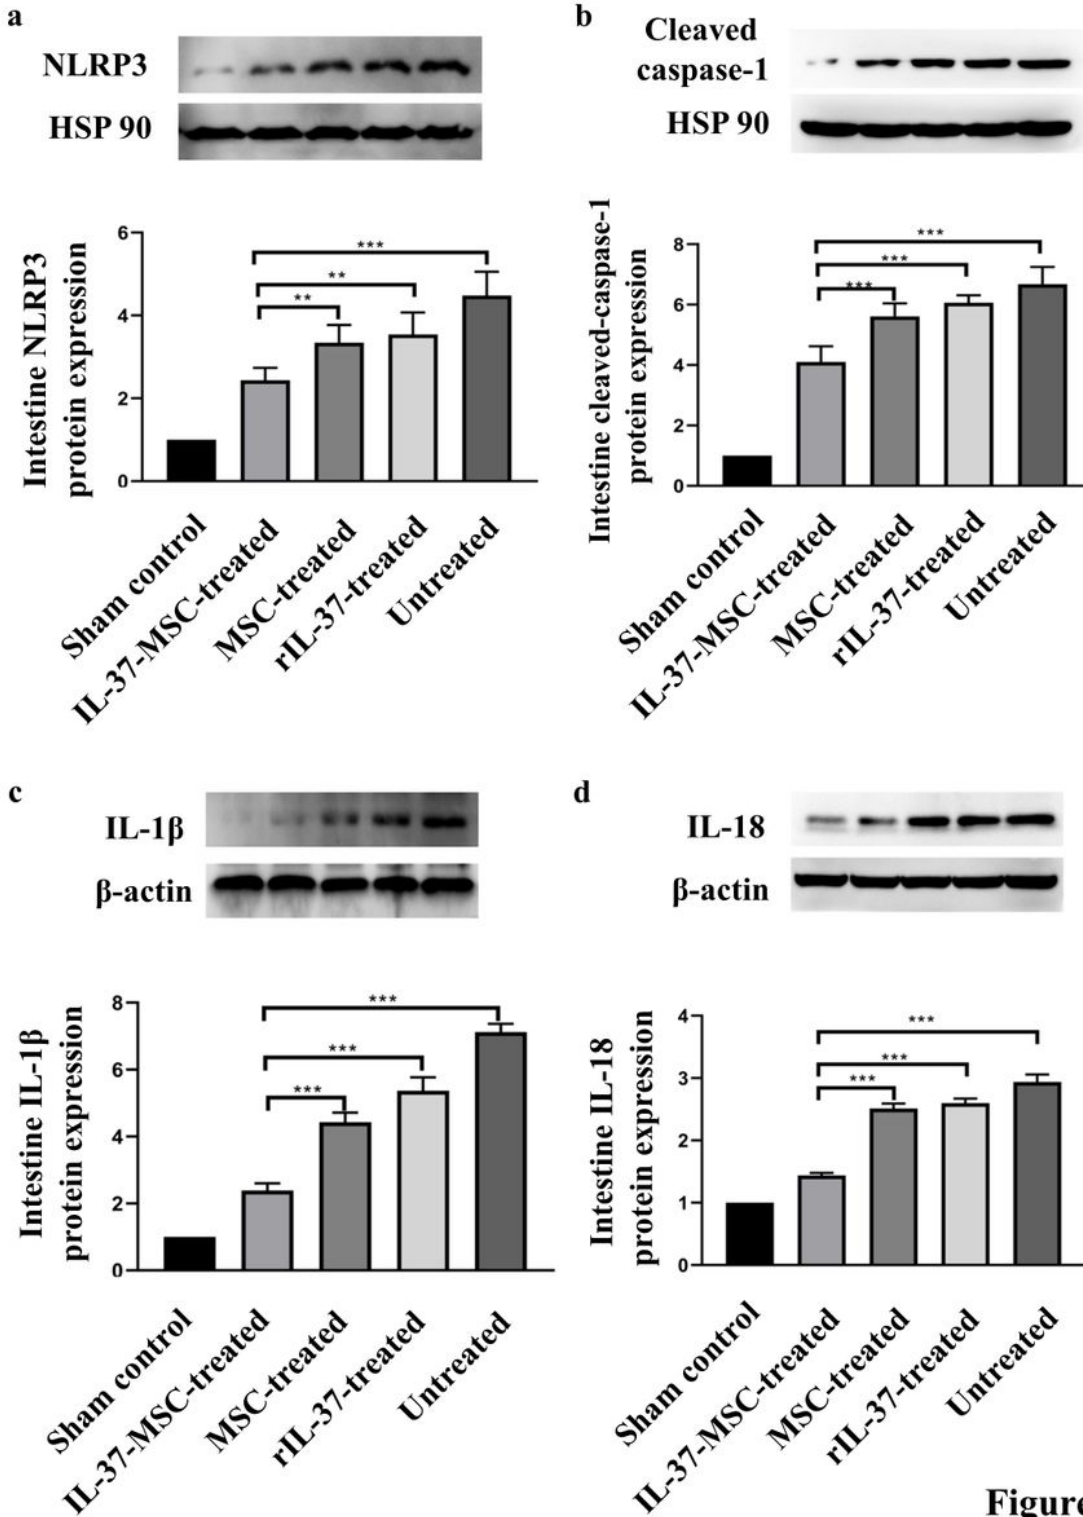 a
NLRP3
HSP 90
Intestine NLRP3
protein expression
6
4
2
0
***
**
**
Sham control
IL-37-MSC-treated
MSC-treated
rIL-37-treated
Untreated
b
Cleaved
caspase-1
HSP 90
Intestine cleaved-caspase-1
protein expression
8
6
4
2
0
***
***
***
Sham control
IL-37-MSC-treated
MSC-treated
rIL-37-treated
Untreated
c
IL-1β
β-actin
Intestine IL-1β
protein expression
8
6
4
2
0
***
***
***
Sham control
IL-37-MSC-treated
MSC-treated
rIL-37-treated
Untreated
d
IL-18
β-actin
Intestine IL-18
protein expression
4
3
2
1
0
***
***
***
Sham control
IL-37-MSC-treated
MSC-treated
rIL-37-treated
Untreated
Figure